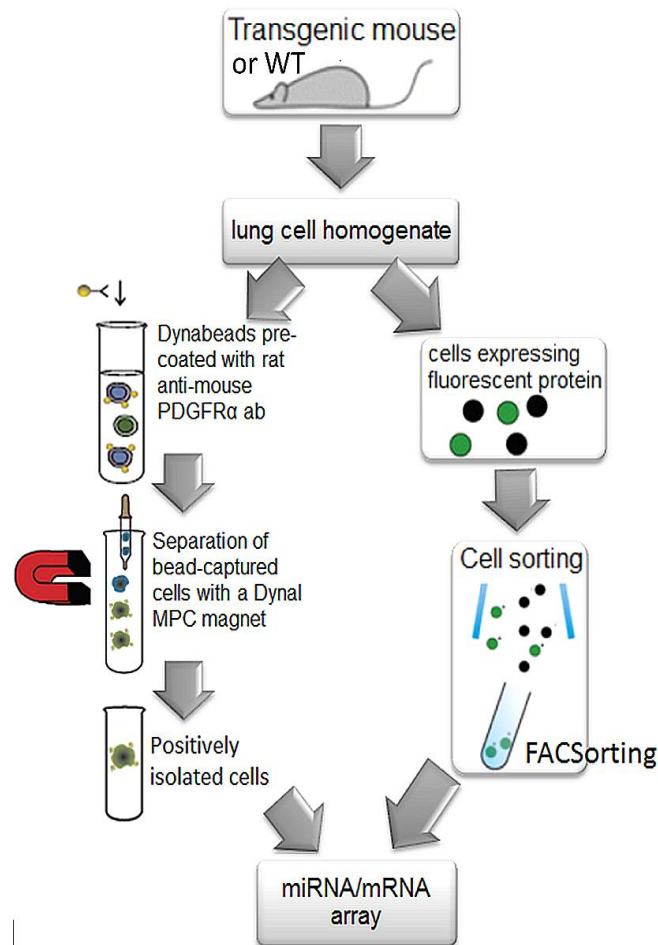 Transgenic mouse
or WT
lung cell homogenate
Dynabeads pre-
coated with rat
anti-mouse
PDGFRα ab
cells expressing
fluorescent protein
Separation of
bead-captured
cells with a Dynal
MPC magnet
Cell sorting
FACSorting
Positively
isolated cells
miRNA/mRNA
array